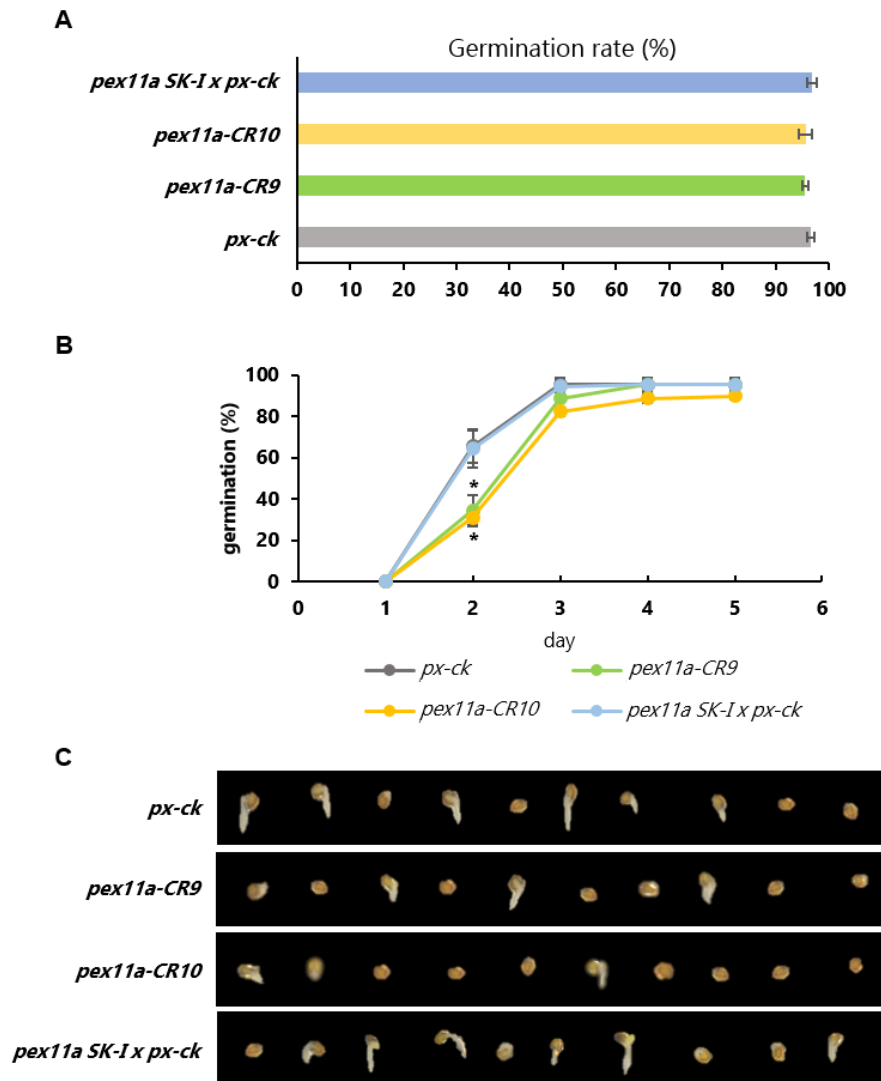 A
Germination rate (%)
pex11a SK-I x px-ck
pex11a-CR10
pex11a-CR9
px-ck
0 10 20 30 40 50 60 70 80 90 100
B
100
80
60
40
20
0
germination (%)
*
*
0 1 2 3 4 5 6
day
px-ck pex11a-CR9
pex11a-CR10 pex11a SK-I x px-ck
C
px-ck
pex11a-CR9
pex11a-CR10
pex11a SK-I x px-ck